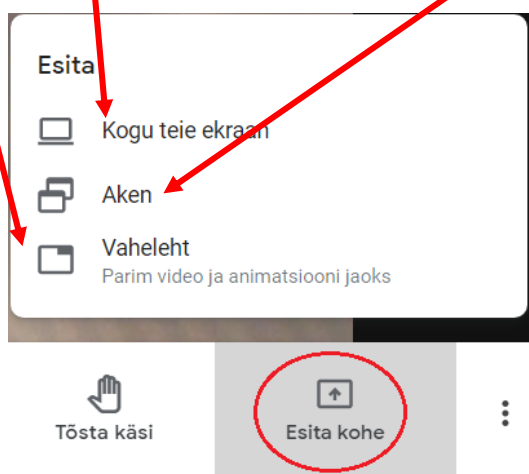 Esita
Kogu teie ekraan
Aken
Vaheleht
Parim video ja animatsiooni jaoks
Tõsta käsi
Esita kohe